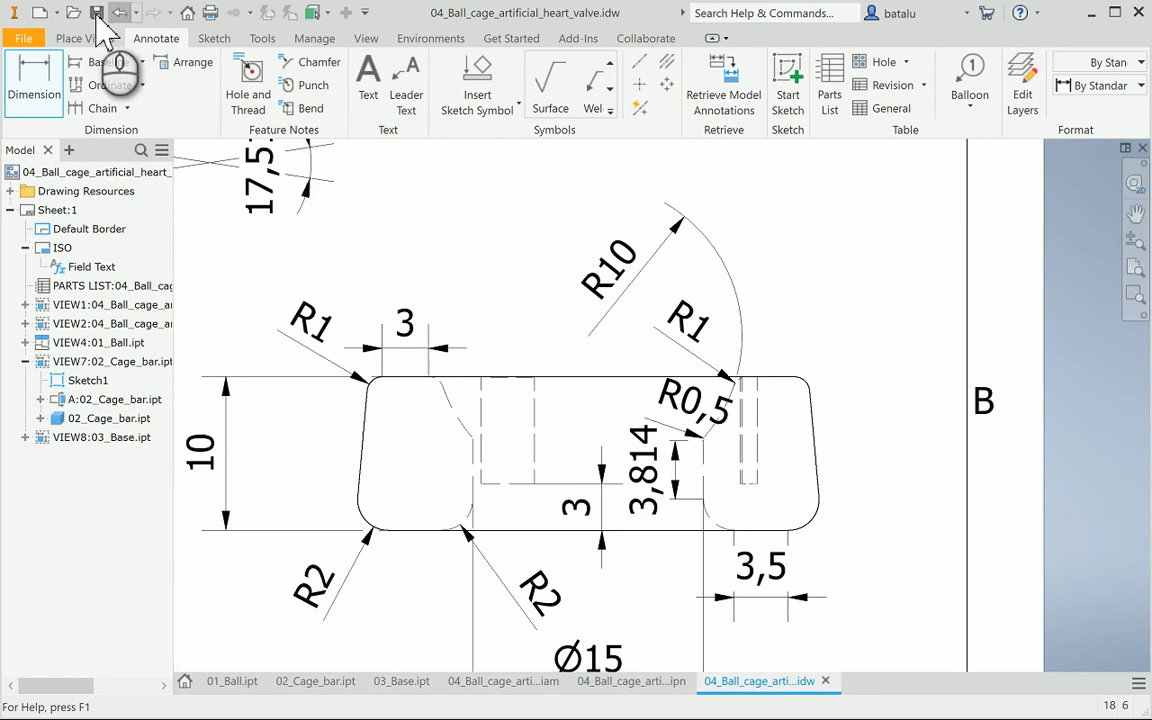 04_Ball_cage_artificial_heart_valve.idw
Search Help & Commands...
batalu
File
Place Vi
Annotate
Sketch
Tools
Manage
View
Environments
Get Started
Add-Ins
Collaborate
Dimension
Base
Ordinate
Chain
Arrange
Hole and
Thread
Chamfer
Punch
Bend
Text
Leader
Text
Insert
Sketch Symbol
Surface
Wel
Retrieve Model
Annotations
Start
Sketch
Parts
List
Hole
Revision
General
Balloon
Edit
Layers
By Stan
By Standar
Dimension
Feature Notes
Text
Symbols
Retrieve
Sketch
Table
Format
Model
04_Ball_cage_artificial_heart_
Drawing Resources
Sheet:1
Default Border
ISO
Field Text
PARTS LIST:04_Ball_cag
VIEW1:04_Ball_cage_ar
VIEW2:04_Ball_cage_ar
VIEW4:01_Ball.ipt
VIEW7:02_Cage_bar.ipt
Sketch1
A:02_Cage_bar.ipt
02_Cage_bar.ipt
VIEW8:03_Base.ipt
17,5
R10
R1
3
R1
R0,5
B
10
3,814
3
3,5
R2
R2
Ø15
01_Ball.ipt
02_Cage_bar.ipt
03_Base.ipt
04_Ball_cage_arti...iam
04_Ball_cage_arti...ipn
04_Ball_cage_arti...idw
For Help, press F1
18 6